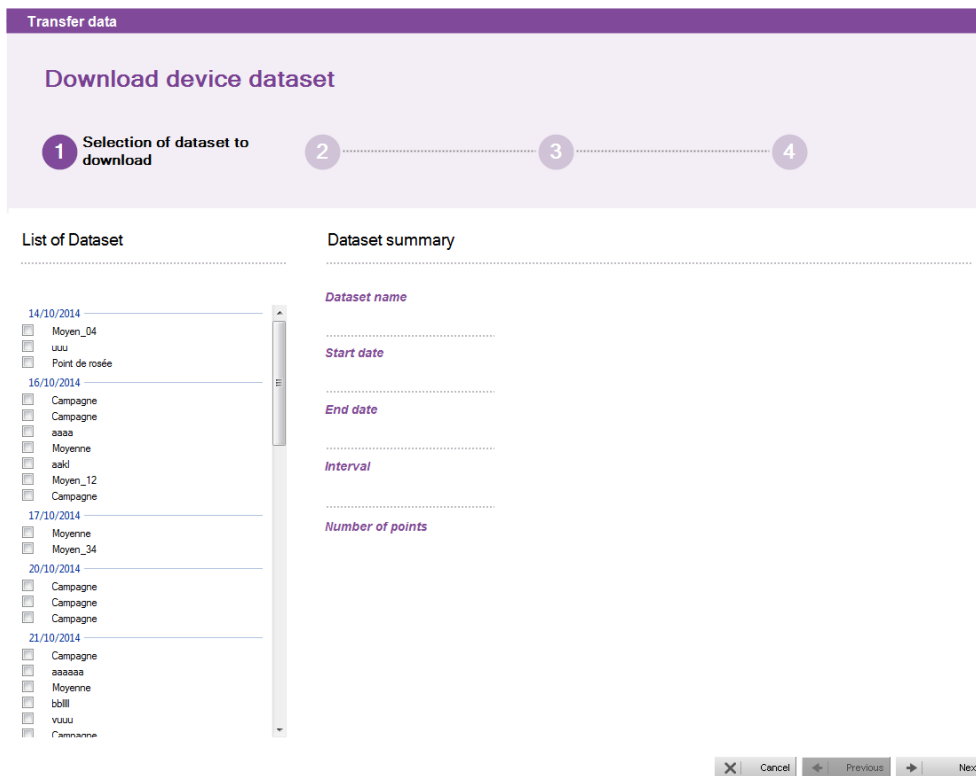 Transfer data
Download device dataset
1 Selection of dataset to
download
2
3
4
List of Dataset
Dataset summary
14/10/2014
Moyen_04
uuu
Point de rosée
16/10/2014
Campagne
Campagne
aaaa
Moyenne
aakl
Moyen_12
Campagne
17/10/2014
Moyenne
Moyen_34
20/10/2014
Campagne
Campagne
Campagne
21/10/2014
Campagne
aaaaaa
Moyenne
vuuu
Campagne
Dataset name
Start date
End date
Interval
Number of points
Cancel
Previous
Nex